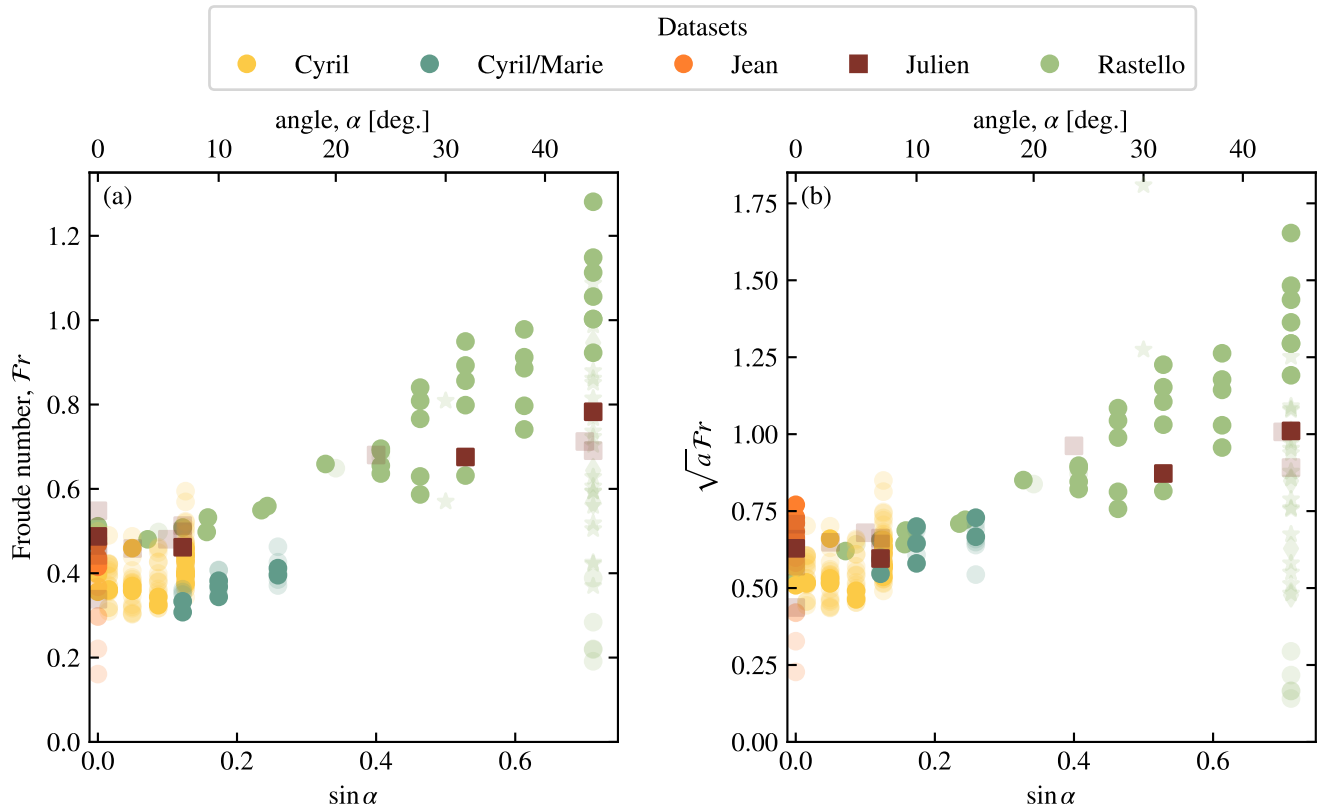 Datasets
Cyril Cyril/Marie Jean Julien Rastello
angle, α [deg.]
0 10 20 30 40
(a)
Froude number, ℱr
1.2
1.0
0.8
0.6
0.4
0.2
0.0
0.0 0.2 0.4 0.6
sin α
angle, α [deg.]
0 10 20 30 40
(b)
√a ℱr
1.75
1.50
1.25
1.00
0.75
0.50
0.25
0.00
0.0 0.2 0.4 0.6
sin α